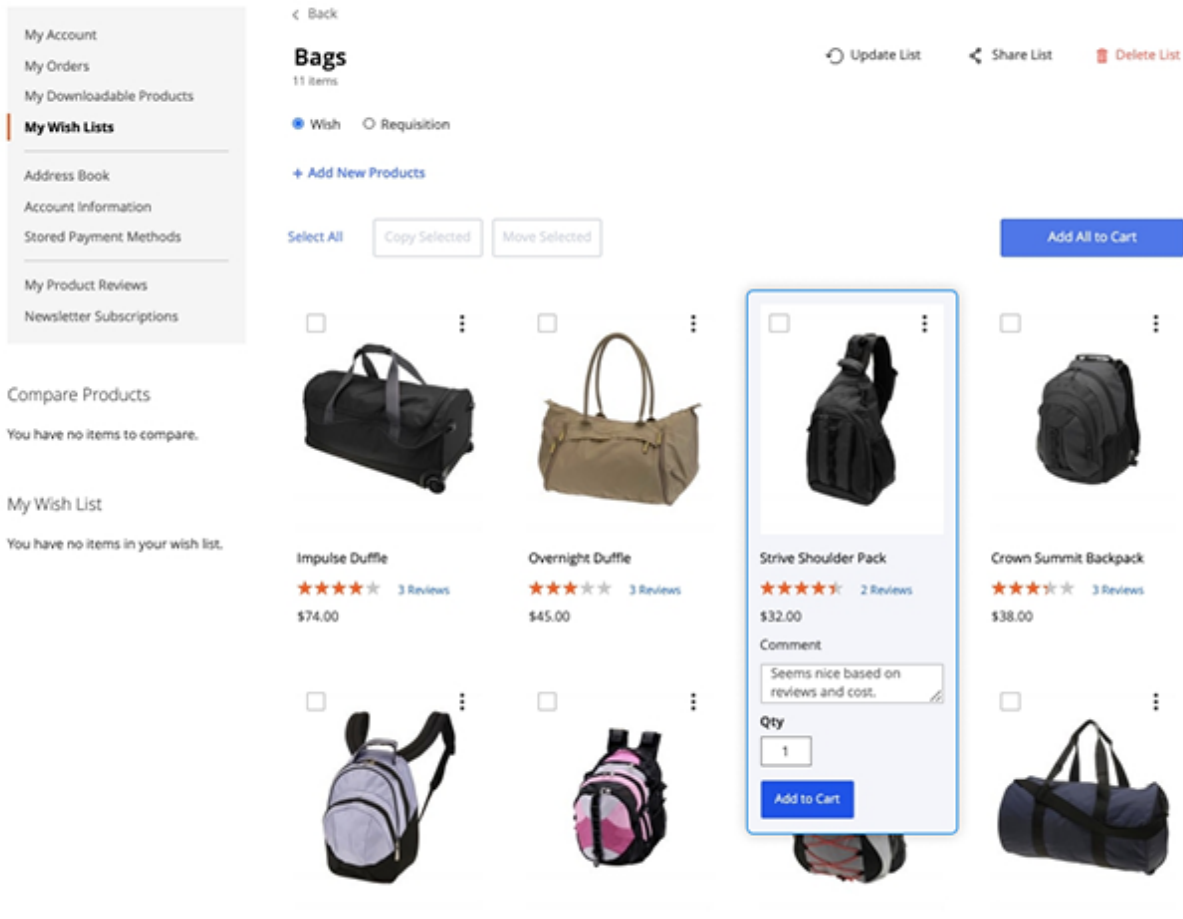 My Account
My Orders
My Downloadable Products
My Wish Lists
Address Book
Account Information
Stored Payment Methods
My Product Reviews
Newsletter Subscriptions
Compare Products
You have no items to compare.
My Wish List
You have no items in your wish list.
Back
Bags
11 items
Update List
Share List
Delete List
Wish
Requisition
+ Add New Products
Select All
Copy Selected
Move Selected
Add All to Cart
Impulse Duffle
3 Reviews
$74.00
Overnight Duffle
3 Reviews
$45.00
Strive Shoulder Pack
2 Reviews
$32.00
Comment
Seems nice based on
reviews and cost.
Qty
1
Add to Cart
Crown Summit Backpack
3 Reviews
$38.00